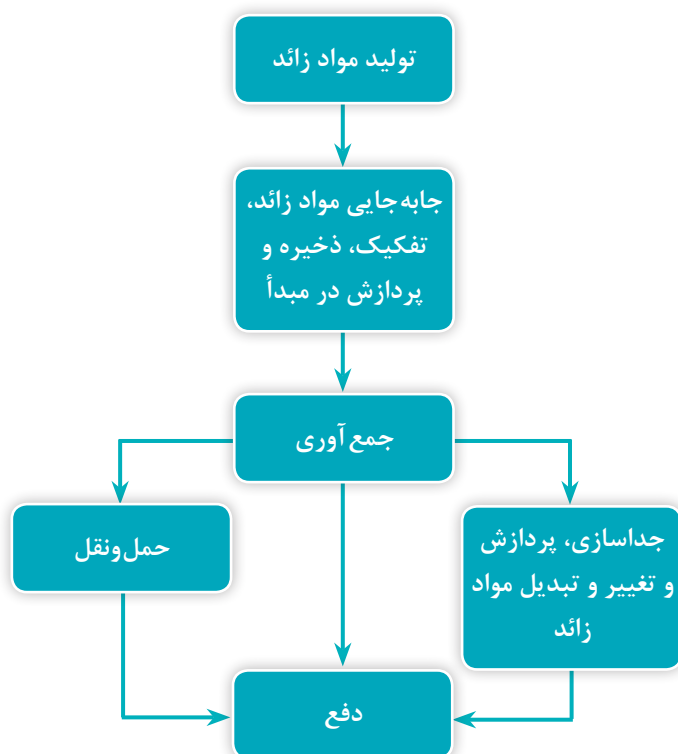 تولید مواد زائد
جابه‌جایی مواد زائد،
تفکیک، ذخیره و
پردازش در مبدأ
جمع‌آوری
جداسازی، پردازش
و تغییر و تبدیل مواد
زائد
حمل‌ونقل
دفع